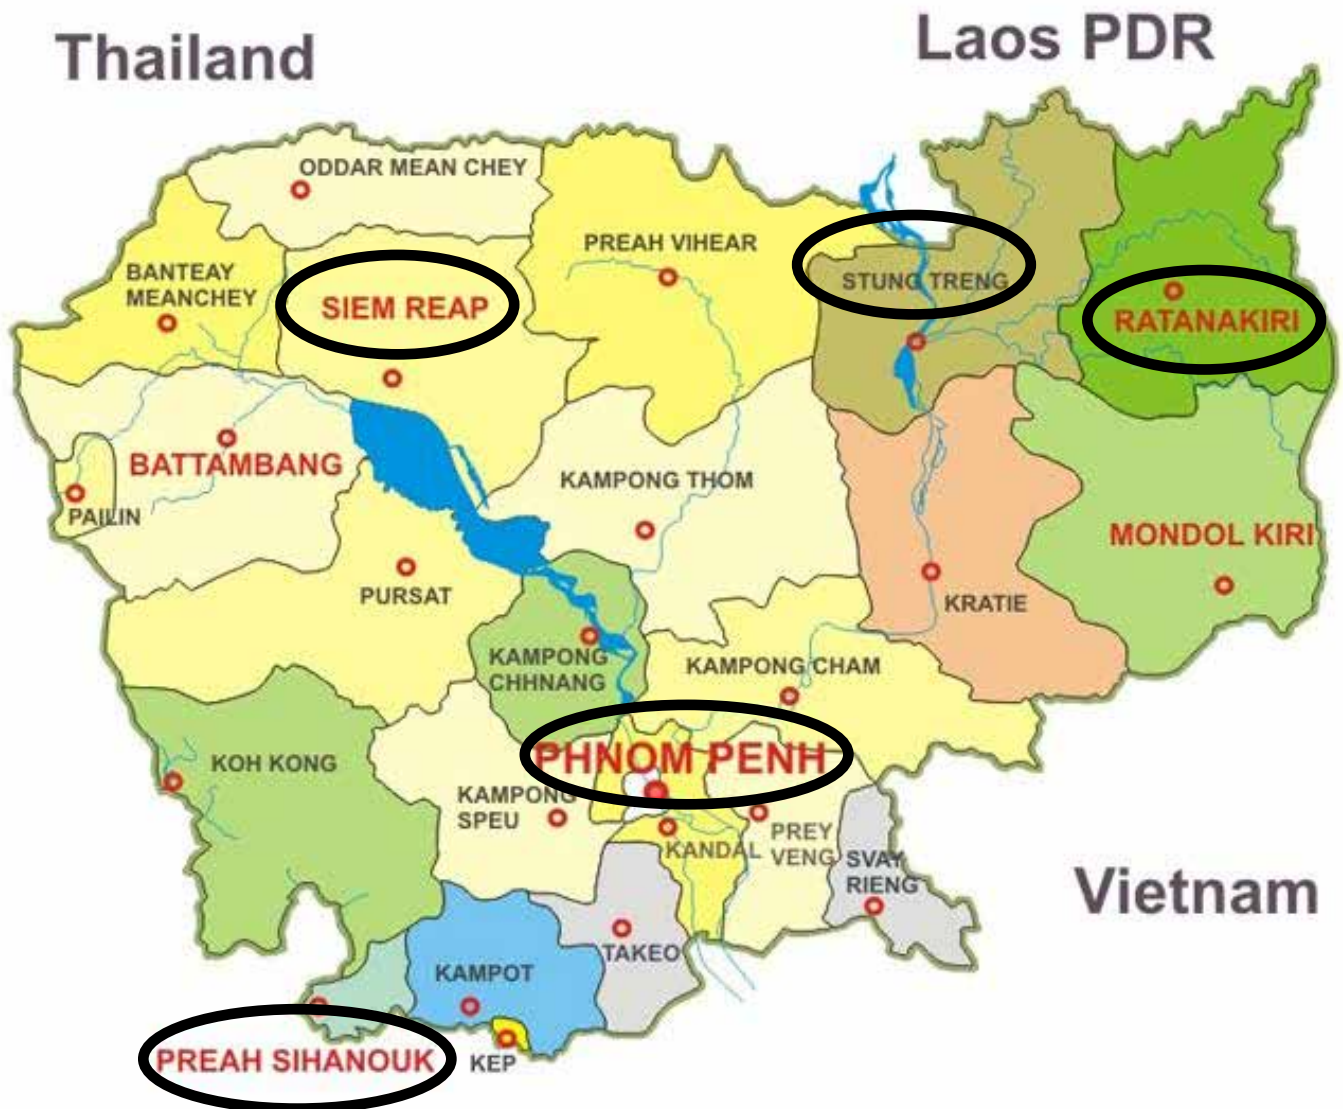 Thailand
Laos PDR
ODDAR MEAN CHEY
PREAH VIHEAR
BANTEAY
MEANCHEY
STUNG TRENG
SIEM REAP
RATANAKIRI
BATTAMBANG
KAMPONG THOM
PAILIN
MONDOL KIRI
PURSAT
KRATIE
KAMPONG
CHHNANG
KAMPONG CHAM
KOH KONG
PHNOM PENH
KAMPONG
SPEU
KANDAL
PREY
VENG
SVAY
RIENG
Vietnam
TAKEO
KAMPOT
PREAH SIHANOUK
KEP